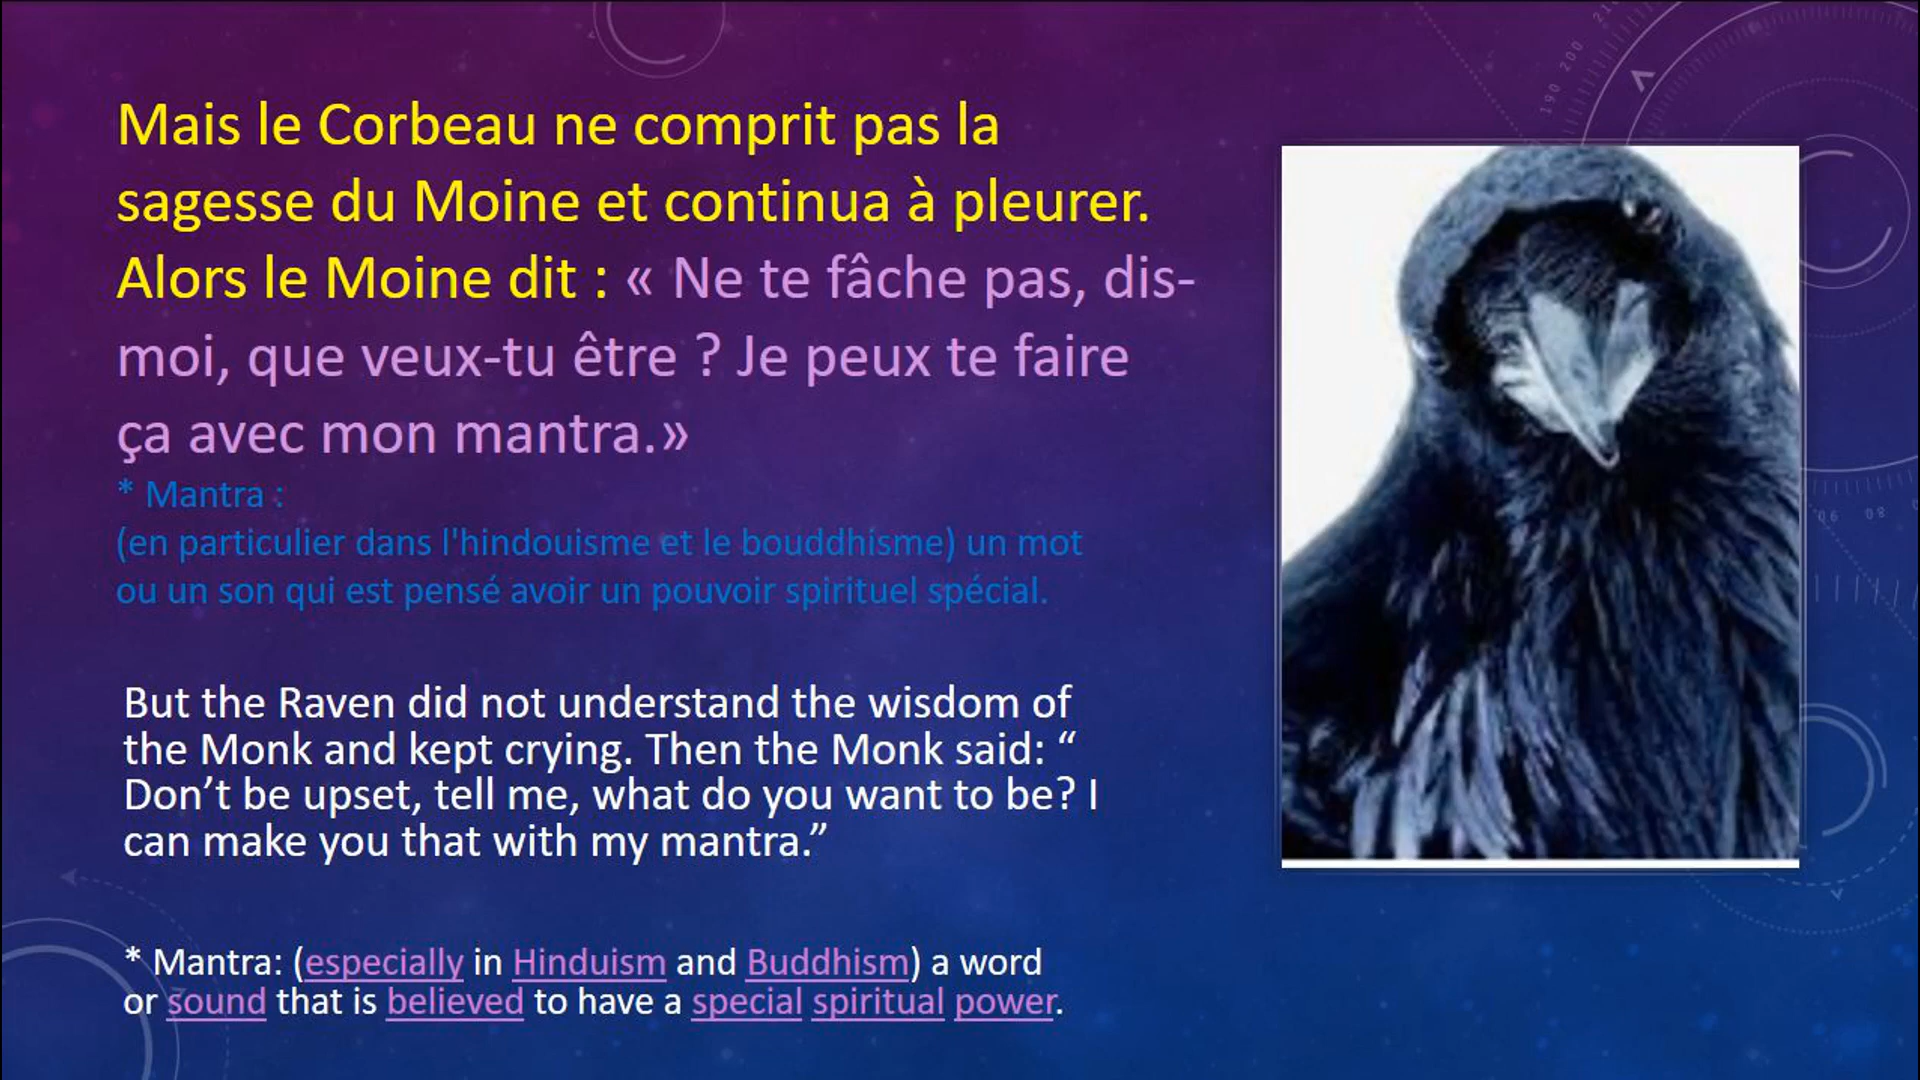 Mais le Corbeau ne comprit pas la
sagesse du Moine et continua à pleurer.
Alors le Moine dit : « Ne te fâche pas, dis-
moi, que veux-tu être ? Je peux te faire
ça avec mon mantra.»
* Mantra :
(en particulier dans l'hindouisme et le bouddhisme) un mot
ou un son qui est pensé avoir un pouvoir spirituel spécial.
But the Raven did not understand the wisdom of
the Monk and kept crying. Then the Monk said: “
Don’t be upset, tell me, what do you want to be? I
can make you that with my mantra.”
* Mantra: (especially in Hinduism and Buddhism) a word
or sound that is believed to have a special spiritual power.
190 200 210
90 80